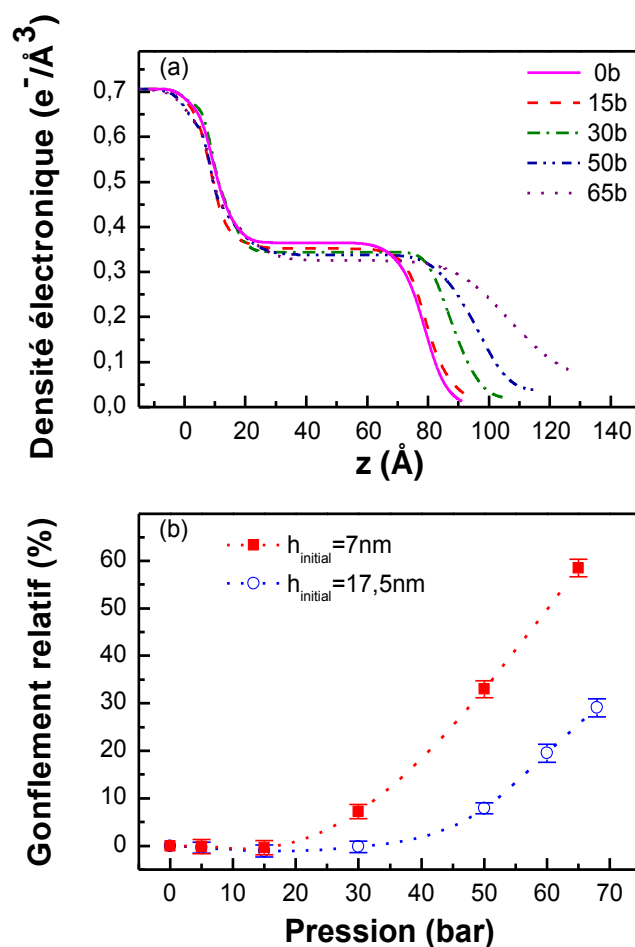 (a)
0b
15b
30b
50b
65b
Densité électronique (e⁻/Å³)
0,7
0,6
0,5
0,4
0,3
0,2
0,1
0,0
0 20 40 60 80 100 120 140
z (Å)
(b)
h_initial=7nm
h_initial=17,5nm
Gonflement relatif (%)
60
50
40
30
20
10
0
0 10 20 30 40 50 60 70
Pression (bar)